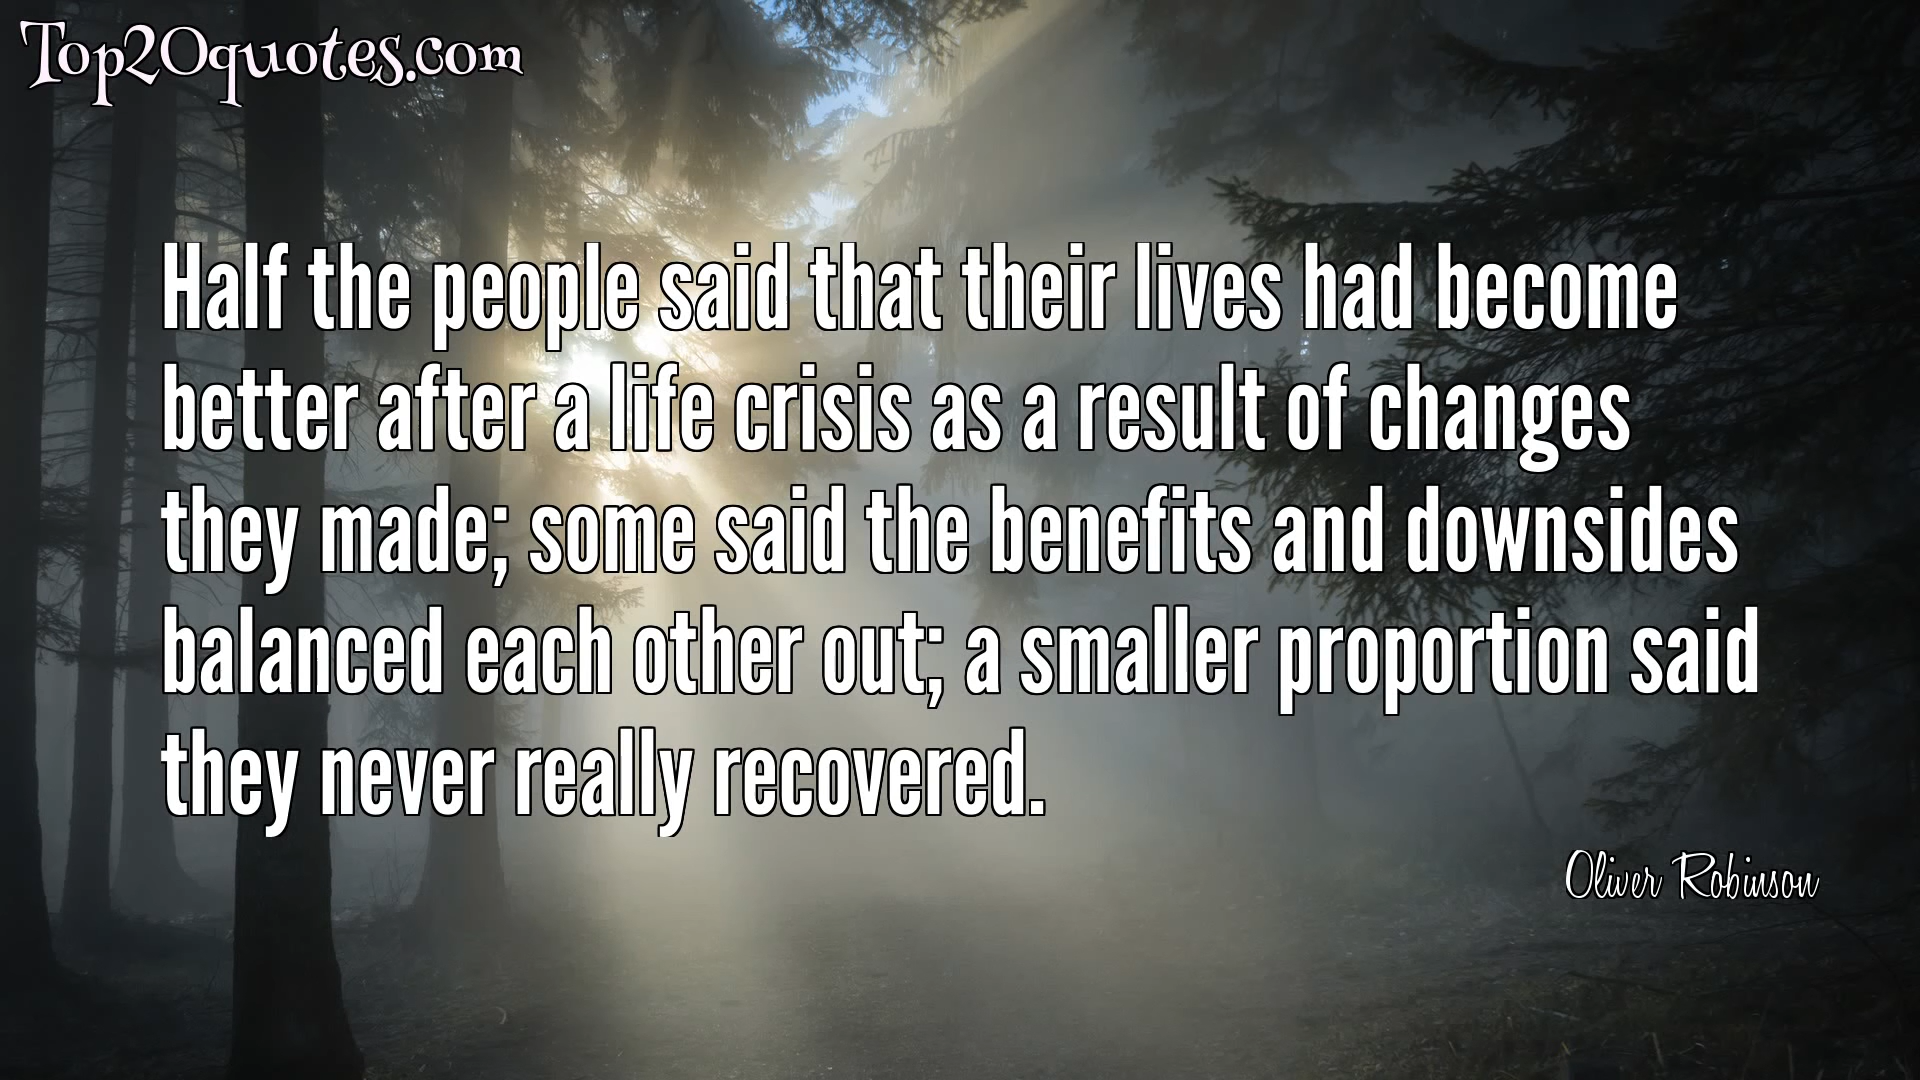 Top20quotes.com
Half the people said that their lives had become
better after a life crisis as a result of changes
they made; some said the benefits and downsides
balanced each other out; a smaller proportion said
they never really recovered.
Oliver Robinson